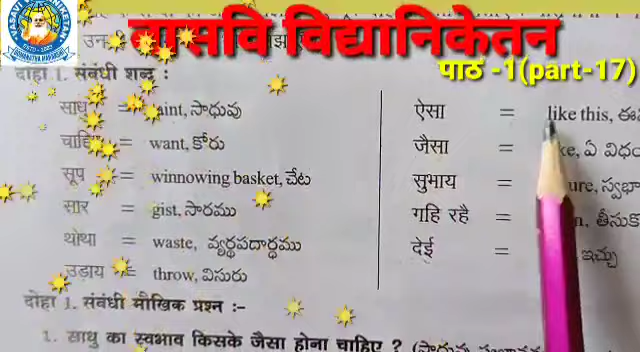 वासवि विद्यानिकेतन
पाठ -1(part-17)
दोहा 1. संबंधी शब्द :
साधु = saint, సాధువు
ऐसा = like this,
चाहिए = want, కోరు
जैसा = ఏ విధం
सूप = winnowing basket, చేట
सुभाय =
सार = gist, సారము
गहि रहै =
थोथा = waste, వ్యర్థపదార్థము
देई = ఇచ్చు
उड़ाय = throw, విసురు
दोहा 1. संबंधी मौखिक प्रश्न :-
1. साधु का स्वभाव किसके जैसा होना चाहिए ?